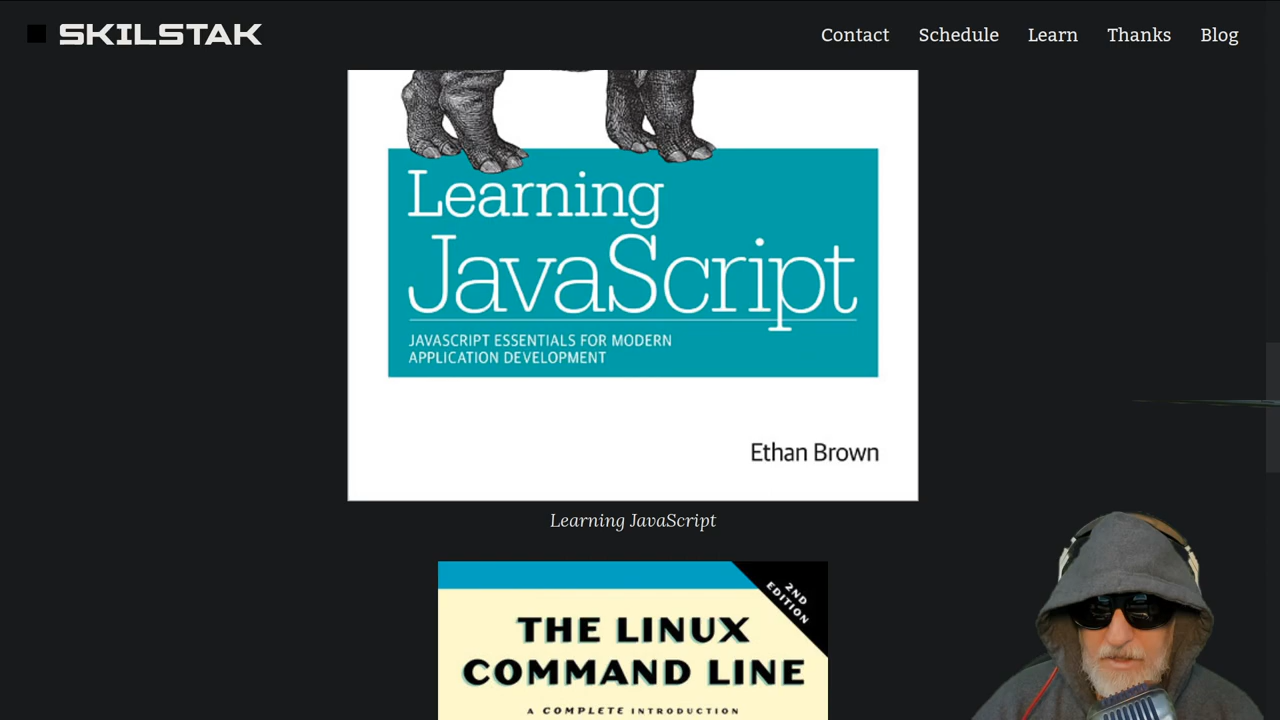 SKILSTAK
Contact Schedule Learn Thanks Blog
Learning
JavaScript
JAVASCRIPT ESSENTIALS FOR MODERN
APPLICATION DEVELOPMENT
Ethan Brown
Learning JavaScript
2ND
EDITION
THE LINUX
COMMAND LINE
A COMPLETE INTRODUCTION